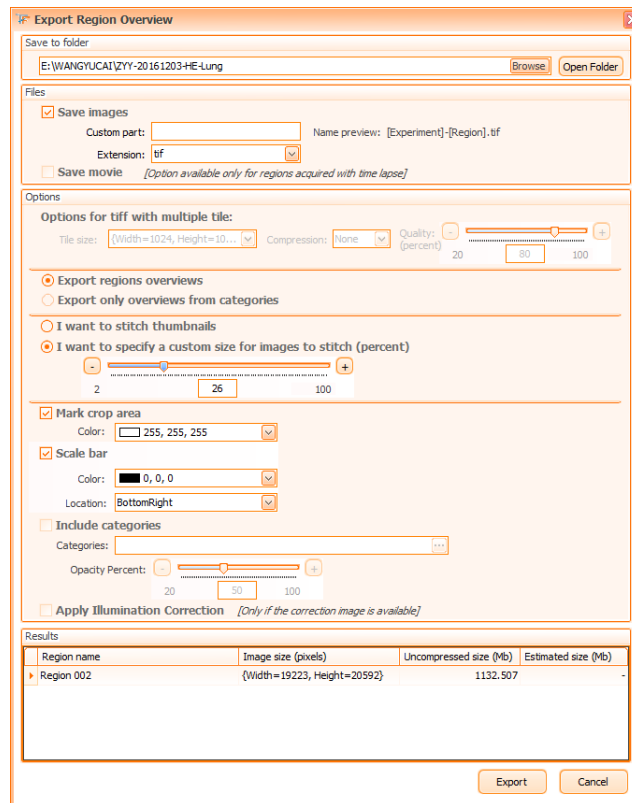 Export Region Overview
Save to folder
E:\WANGYUCAI\ZYY-20161203-HE-Lung Browse Open Folder
Files
Save images
Custom part: Name preview: [Experiment]-[Region].tif
Extension: tif
Save movie [Option available only for regions acquired with time lapse]
Options
Options for tiff with multiple tile:
Tile size: {Width=1024, Height=10... Compression: None Quality: - +
(percent)
20 80 100
Export regions overviews
Export only overviews from categories
I want to stitch thumbnails
I want to specify a custom size for images to stitch (percent)
- +
2 26 100
Mark crop area
Color: 255, 255, 255
Scale bar
Color: 0, 0, 0
Location: BottomRight
Include categories
Categories: ...
Opacity Percent: - +
20 50 100
Apply Illumination Correction [Only if the correction image is available]
Results
Region name Image size (pixels) Uncompressed size (Mb) Estimated size (Mb)
Region 002 {Width=19223, Height=20592} 1132.507 -
Export Cancel